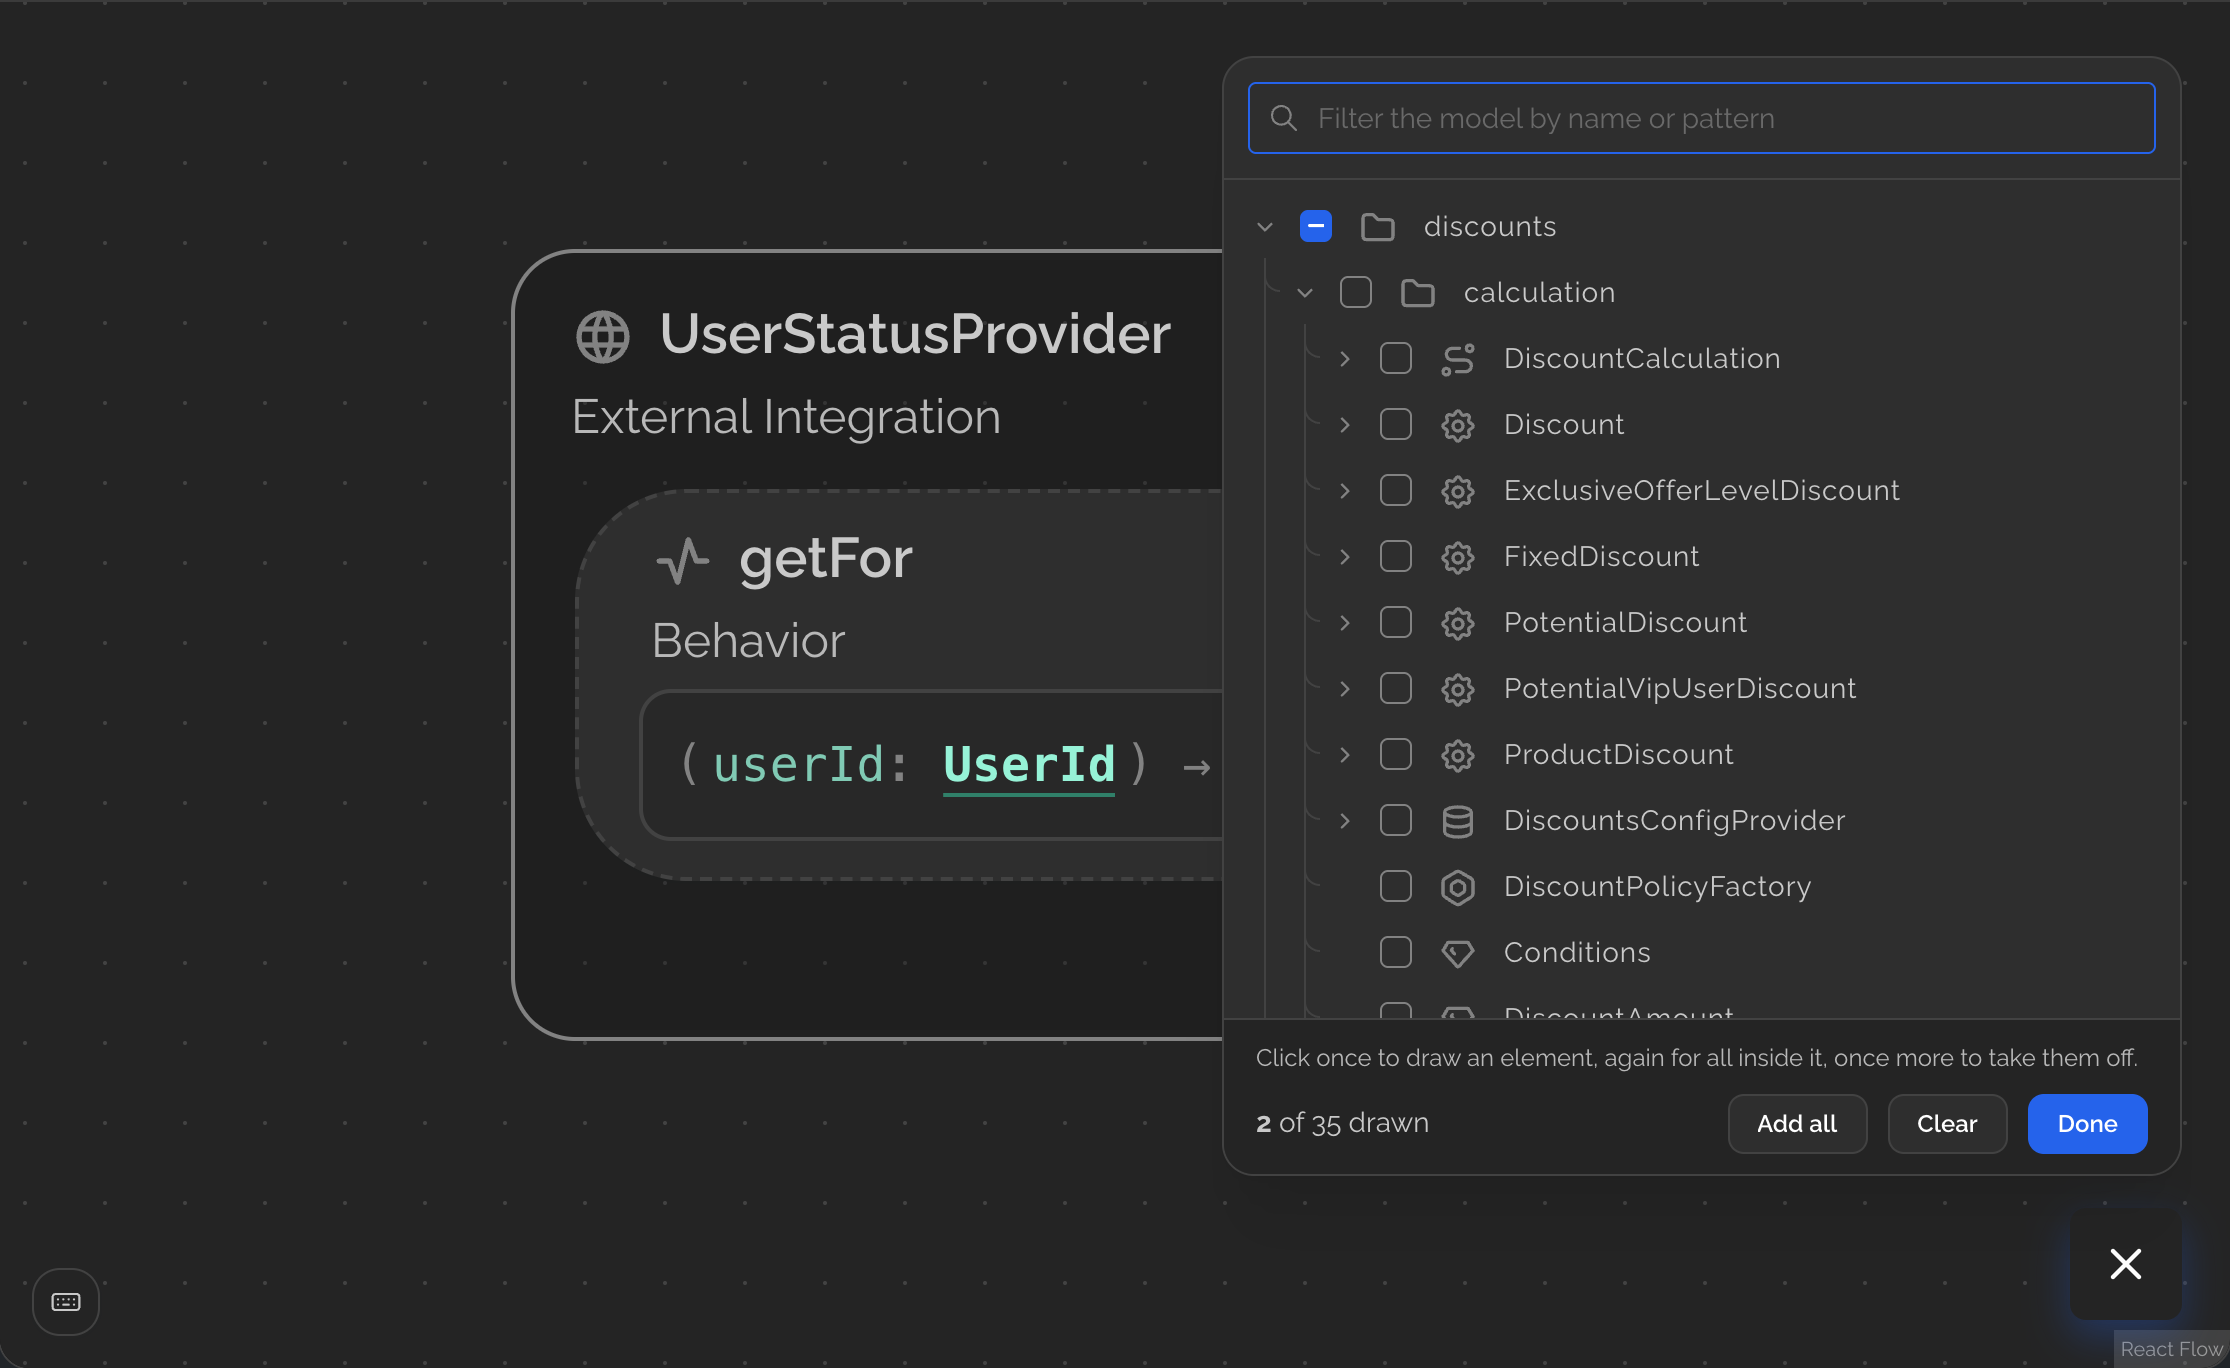 UserStatusProvider
External Integration
getFor
Behavior
(userId: UserId) →
Filter the model by name or pattern
discounts
calculation
DiscountCalculation
Discount
ExclusiveOfferLevelDiscount
FixedDiscount
PotentialDiscount
PotentialVipUserDiscount
ProductDiscount
DiscountsConfigProvider
DiscountPolicyFactory
Conditions
DiscountAmount
Click once to draw an element, again for all inside it, once more to take them off.
2 of 35 drawn
Add all
Clear
Done
React Flow